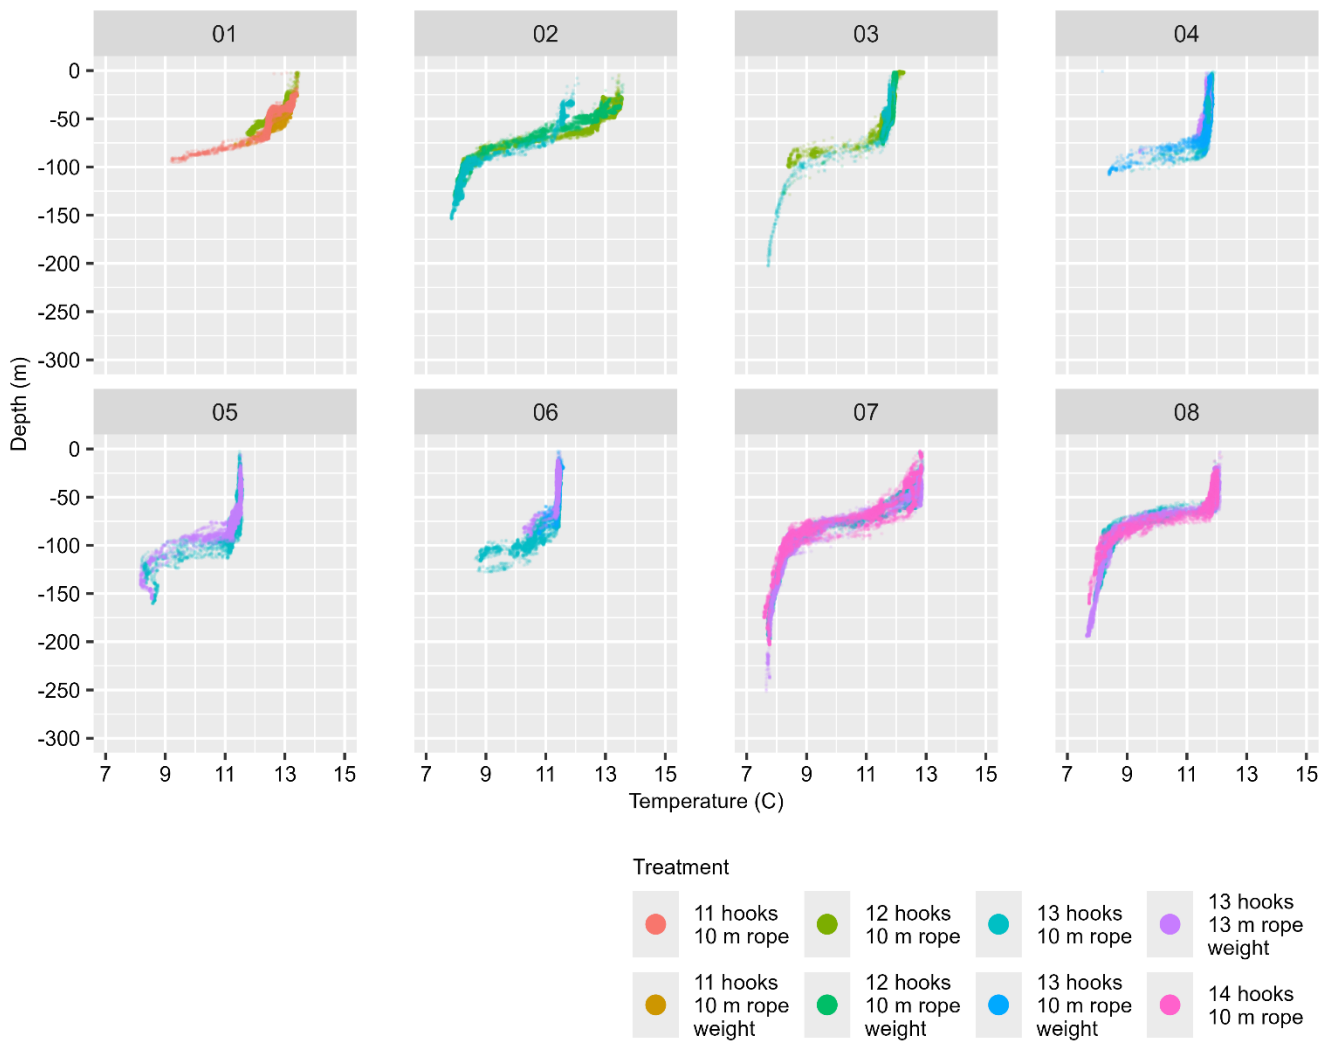 01 02 03 04
0
-50
-100
-150
-200
-250
-300
Depth (m)
05 06 07 08
0
-50
-100
-150
-200
-250
-300
7 9 11 13 15 7 9 11 13 15 7 9 11 13 15 7 9 11 13 15
Temperature (C)
Treatment
11 hooks
10 m rope
12 hooks
10 m rope
13 hooks
10 m rope
13 hooks
13 m rope
weight
11 hooks
10 m rope
weight
12 hooks
10 m rope
weight
13 hooks
10 m rope
weight
14 hooks
10 m rope